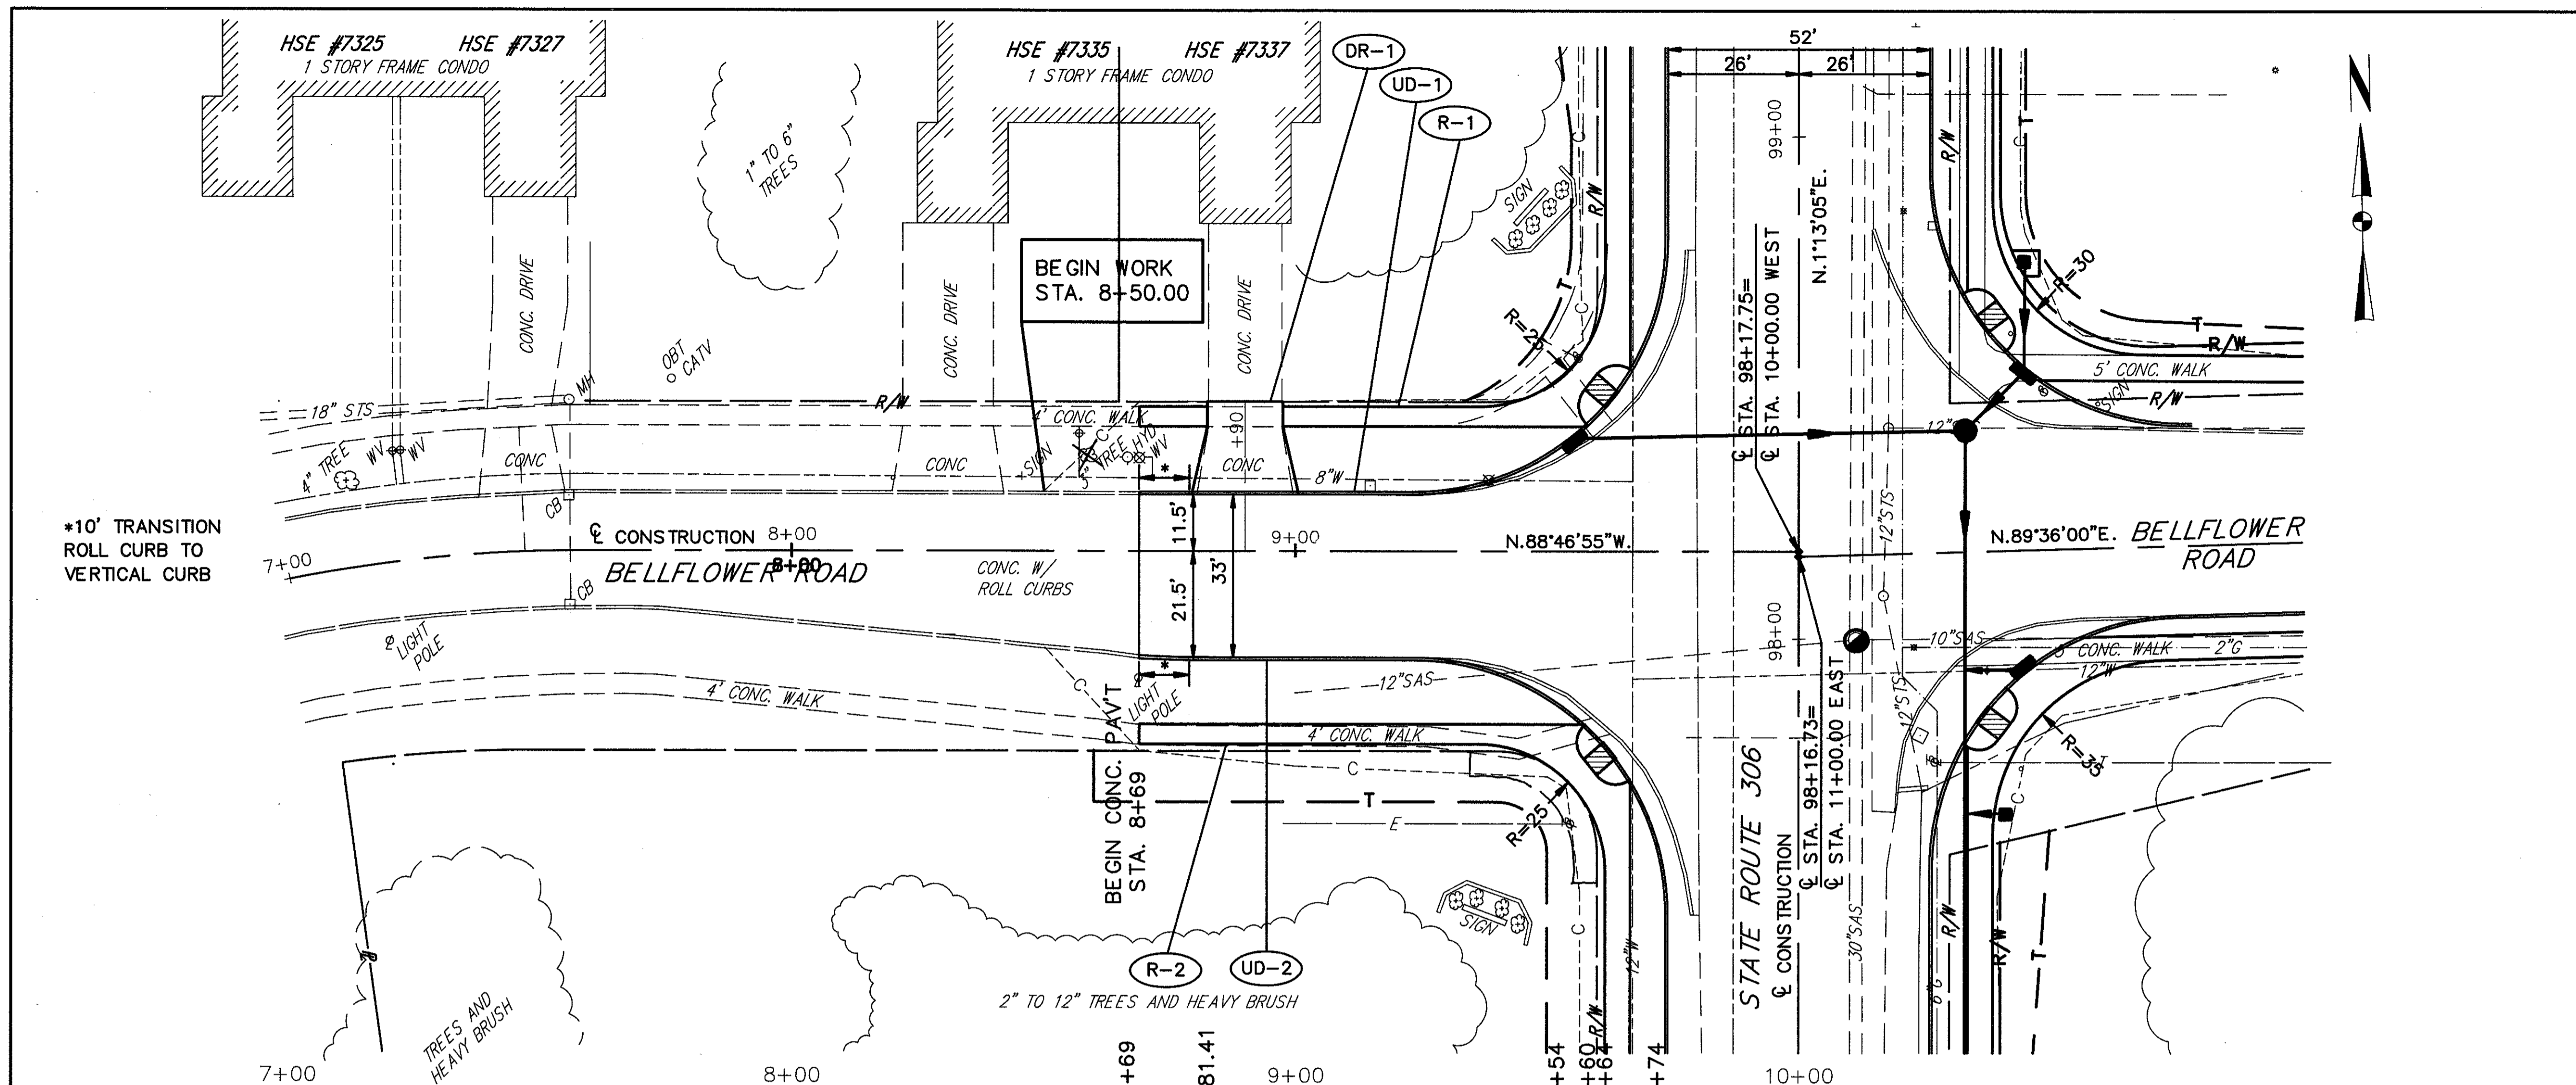 HSE #7325
HSE #7327
1 STORY FRAME CONDO
HSE #7335
HSE #7337
1 STORY FRAME CONDO
DR-1
UD-1
R-1
52'
26'
26'
N
1" TO 6"
TREES
SIGN
99+00
R/W
R/W
T
C
C
BEGIN WORK
STA. 8+50.00
CONC. DRIVE
CONC. DRIVE
CONC. DRIVE
OBT
CATV
MH
T
C
R=25
R=30
℄ STA. 98+17.75=
℄ STA. 10+00.00 WEST
N.1°13'05"E.
T
R/W
5' CONC. WALK
R/W
SIGN
18" STS
R/W
4' CONC. WALK
+90
12"
4" TREE
WV
WV
CONC
CONC
SIGN
C
3" TREE
HYD
WV
CONC
*
8"W
CB
*10' TRANSITION
ROLL CURB TO
VERTICAL CURB
7+00
℄ CONSTRUCTION
8+00
8+00
BELLFLOWER ROAD
CONC. W/
ROLL CURBS
11.5'
33'
21.5'
9+00
N.88°46'55"W.
12"STS
N.89°36'00"E.
BELLFLOWER
ROAD
CB
LIGHT
POLE
98+00
10"SAS
5' CONC. WALK
2"G
12"W
4' CONC. WALK
C
*
LIGHT
POLE
12"SAS
12"STS
4' CONC. WALK
C
T
E
R=25
R=35
T
C
BEGIN CONC. PAV'T
STA. 8+69
STATE ROUTE 306
℄ CONSTRUCTION
℄ STA. 98+16.73=
℄ STA. 11+00.00 EAST
30"SAS
SIGN
C
12"W
R/W
6"G
R/W
R/W
T
R-2
UD-2
2" TO 12" TREES AND HEAVY BRUSH
TREES AND
HEAVY BRUSH
7+00
8+00
+69
81.41
9+00
+54
+60
+64
+74
10+00